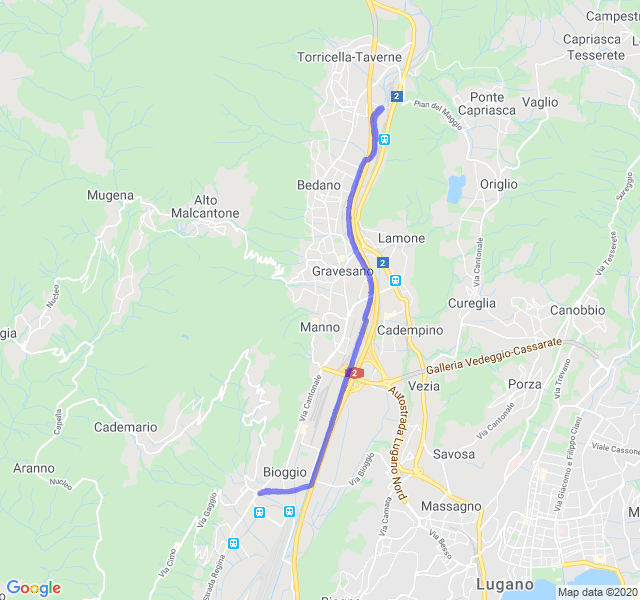 Campestr
Capriasca
Tesserete
Torricella-Taverne
2
Ponte
Capriasca
Vaglio
Pian del Maggio
Bedano
Origlio
Sureggio
Mugena
Alto
Malcantone
Lamone
Via Cantonale
Via Tesserete
2
Gravesano
Nucleo
Cureglia
Canobbio
gia
Manno
Cadempino
Galleria Vedeggio-Cassarate
2
Vezia
Porza
Via Trevano
Via Cantonale
Autostrada Lugano Nord
Capella
Cademario
Via Cantonale
Via Giacomo e Filippo Ciani
Viale Cassone
Savosa
Aranno
Nucleo
Bioggio
Via Bioggio
Via Gaggio
Massagno
Via Camara
Via Besso
Via Cimo
Strada Regina
Lugano
Google
Map data ©2020